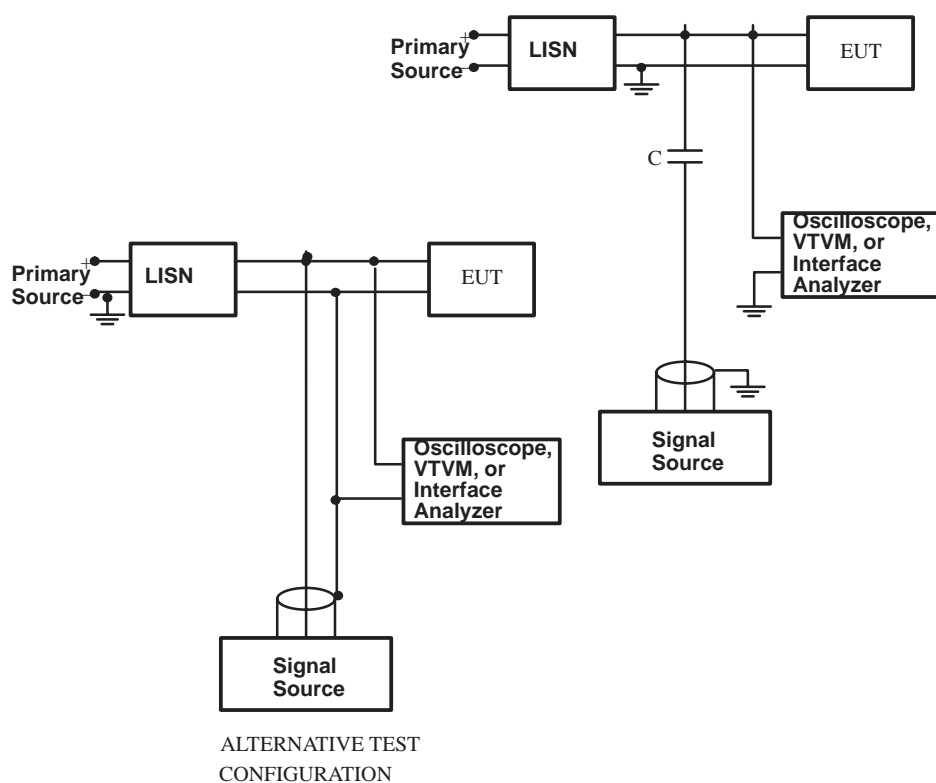 Primary
Source
+
−
LISN
EUT
C
Oscilloscope,
VTVM, or
Interface
Analyzer
Signal
Source
Primary
Source
+
−
LISN
EUT
Oscilloscope,
VTVM, or
Interface
Analyzer
Signal
Source
ALTERNATIVE TEST
CONFIGURATION